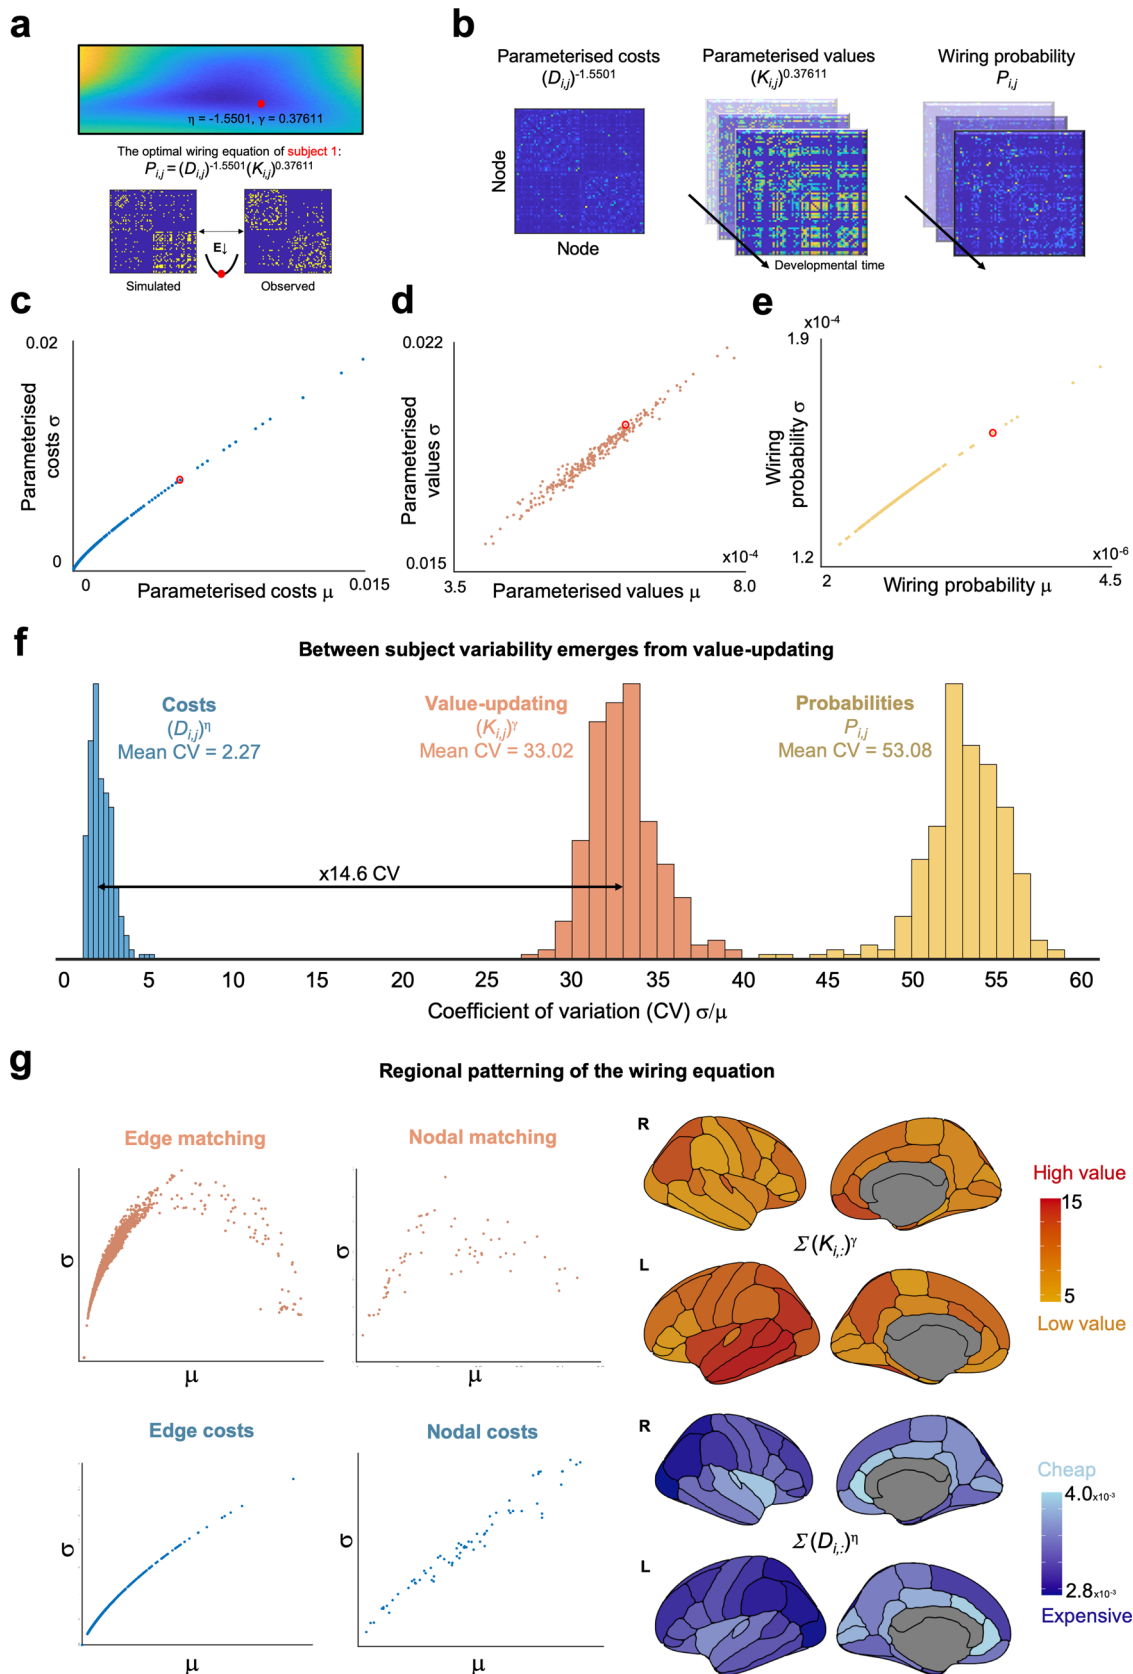 a
η = -1.5501, γ = 0.37611
The optimal wiring equation of subject 1:
Pi,j = (Di,j)-1.5501(Ki,j)0.37611
E↓
Simulated
Observed
b
Parameterised costs
(Di,j)-1.5501
Parameterised values
(Ki,j)0.37611
Wiring probability
Pi,j
Node
Node
Developmental time
c
0.02
Parameterised
costs σ
0
0
0.015
Parameterised costs μ
d
0.022
Parameterised
values σ
0.015
x10-4
3.5
8.0
Parameterised values μ
e
x10-4
1.9
Wiring
probability σ
1.2
x10-6
2
4.5
Wiring probability μ
f
Between subject variability emerges from value-updating
Costs
(Di,j)η
Mean CV = 2.27
Value-updating
(Ki,j)γ
Mean CV = 33.02
Probabilities
Pi,j
Mean CV = 53.08
x14.6 CV
0 5 10 15 20 25 30 35 40 45 50 55 60
Coefficient of variation (CV) σ/μ
g
Regional patterning of the wiring equation
Edge matching
σ
μ
Nodal matching
σ
μ
R
L
Σ(Ki,:)γ
High value
15
5
Low value
Edge costs
σ
μ
Nodal costs
σ
μ
R
L
Σ(Di,:)η
Cheap
4.0x10-3
2.8x10-3
Expensive